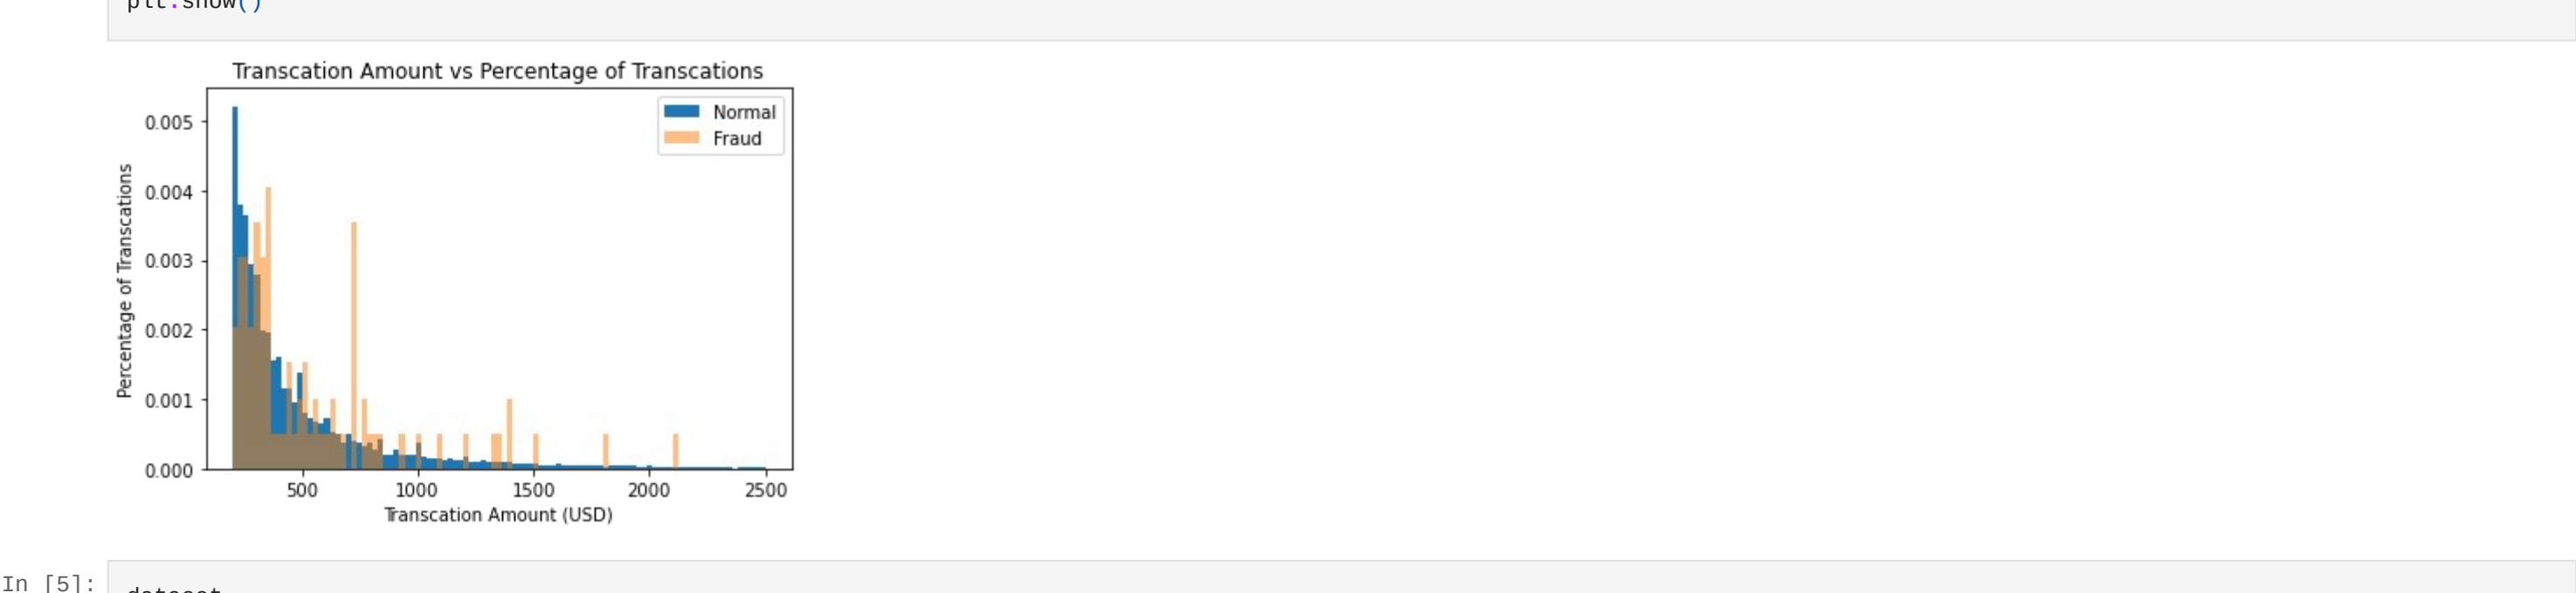 plt.show()
Transcation Amount vs Percentage of Transcations
Normal
Fraud
0.005
0.004
0.003
0.002
0.001
0.000
Percentage of Transcations
500 1000 1500 2000 2500
Transcation Amount (USD)
In [5]:
dataset